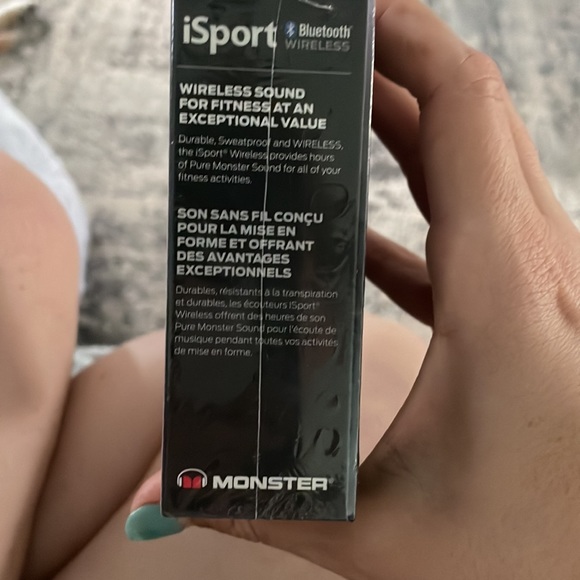 iSport Bluetooth®
WIRELESS
WIRELESS SOUND
FOR FITNESS AT AN
EXCEPTIONAL VALUE
Durable, Sweatproof and WIRELESS,
the iSport® Wireless provides hours
of Pure Monster Sound for all of your
fitness activities.
SON SANS FIL CONÇU
POUR LA MISE EN
FORME ET OFFRANT
DES AVANTAGES
EXCEPTIONNELS
Durables, résistants à la transpiration
et durables, les écouteurs iSport®
Wireless offrent des heures de son
Pure Monster Sound pour l'écoute de
musique pendant toutes vos activités
de mise en forme.
MONSTER®